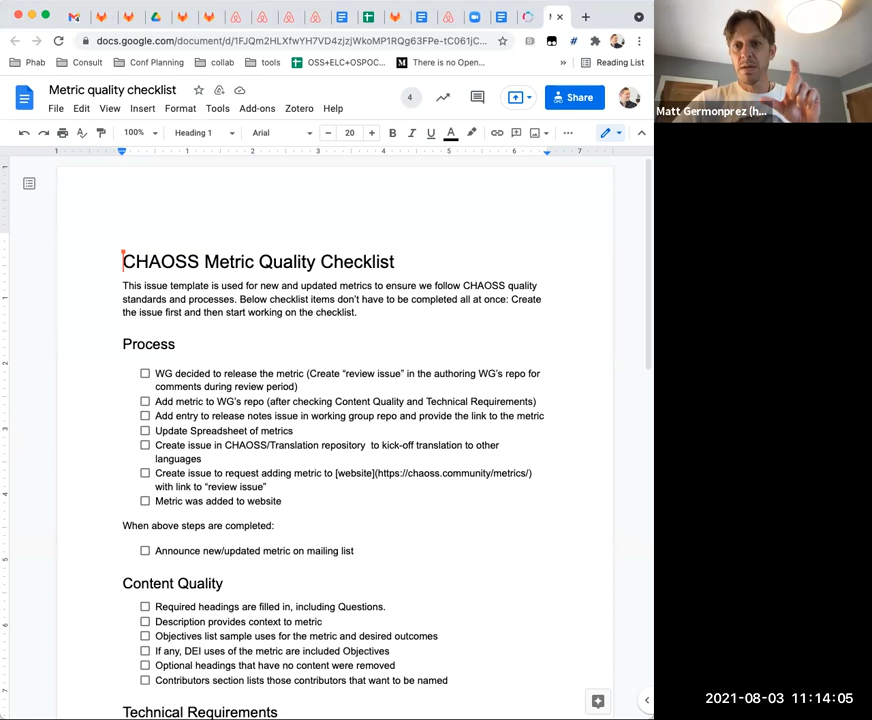 docs.google.com/document/d/1FJQm2HLXfwYH7VD4zjzjWkoMP1RQg63FPe-tC061jC...
Phab Consult Conf Planning collab tools OSS+ELC+OSPOC... There is no Open... » Reading List
Metric quality checklist
File Edit View Insert Format Tools Add-ons Zotero Help
4
Share
100% Heading 1 Arial 20 B I U A
1 1 2 3 4 5 6 7
CHAOSS Metric Quality Checklist
This issue template is used for new and updated metrics to ensure we follow CHAOSS quality
standards and processes. Below checklist items don’t have to be completed all at once: Create
the issue first and then start working on the checklist.
Process
WG decided to release the metric (Create “review issue” in the authoring WG’s repo for
comments during review period)
Add metric to WG’s repo (after checking Content Quality and Technical Requirements)
Add entry to release notes issue in working group repo and provide the link to the metric
Update Spreadsheet of metrics
Create issue in CHAOSS/Translation repository to kick-off translation to other
languages
Create issue to request adding metric to [website](https://chaoss.community/metrics/)
with link to “review issue”
Metric was added to website
When above steps are completed:
Announce new/updated metric on mailing list
Content Quality
Required headings are filled in, including Questions.
Description provides context to metric
Objectives list sample uses for the metric and desired outcomes
If any, DEI uses of the metric are included Objectives
Optional headings that have no content were removed
Contributors section lists those contributors that want to be named
Technical Requirements
Matt Germonprez (h...
2021-08-03 11:14:05